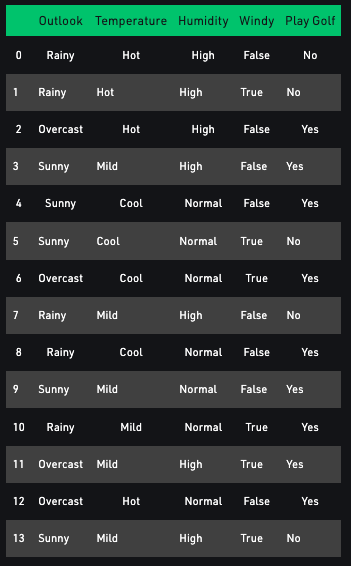 Outlook Temperature Humidity Windy Play Golf
0 Rainy Hot High False No
1 Rainy Hot High True No
2 Overcast Hot High False Yes
3 Sunny Mild High False Yes
4 Sunny Cool Normal False Yes
5 Sunny Cool Normal True No
6 Overcast Cool Normal True Yes
7 Rainy Mild High False No
8 Rainy Cool Normal False Yes
9 Sunny Mild Normal False Yes
10 Rainy Mild Normal True Yes
11 Overcast Mild High True Yes
12 Overcast Hot Normal False Yes
13 Sunny Mild High True No